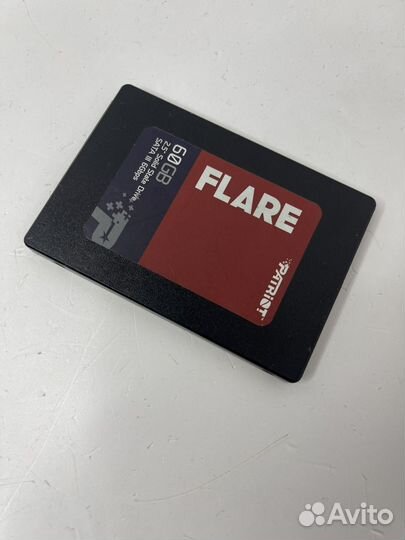 FLARE
60GB
2.5" Solid State Drive,
SATA III 6Gbps
PATRIOT
Avito